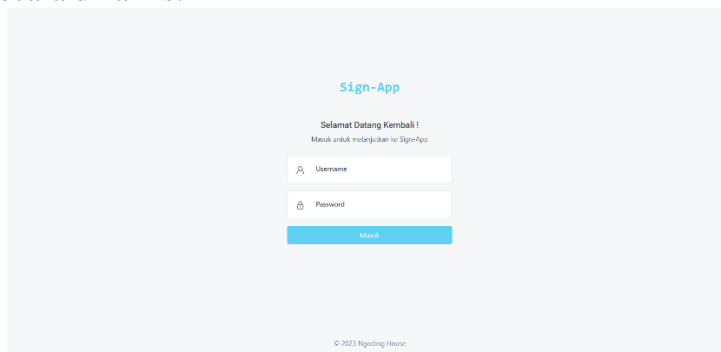 Sign-App
Selamat Datang Kembali !
Masuk untuk melanjutkan ke Sign-App
Username
Password
Masuk
© 2023 Ngoding House